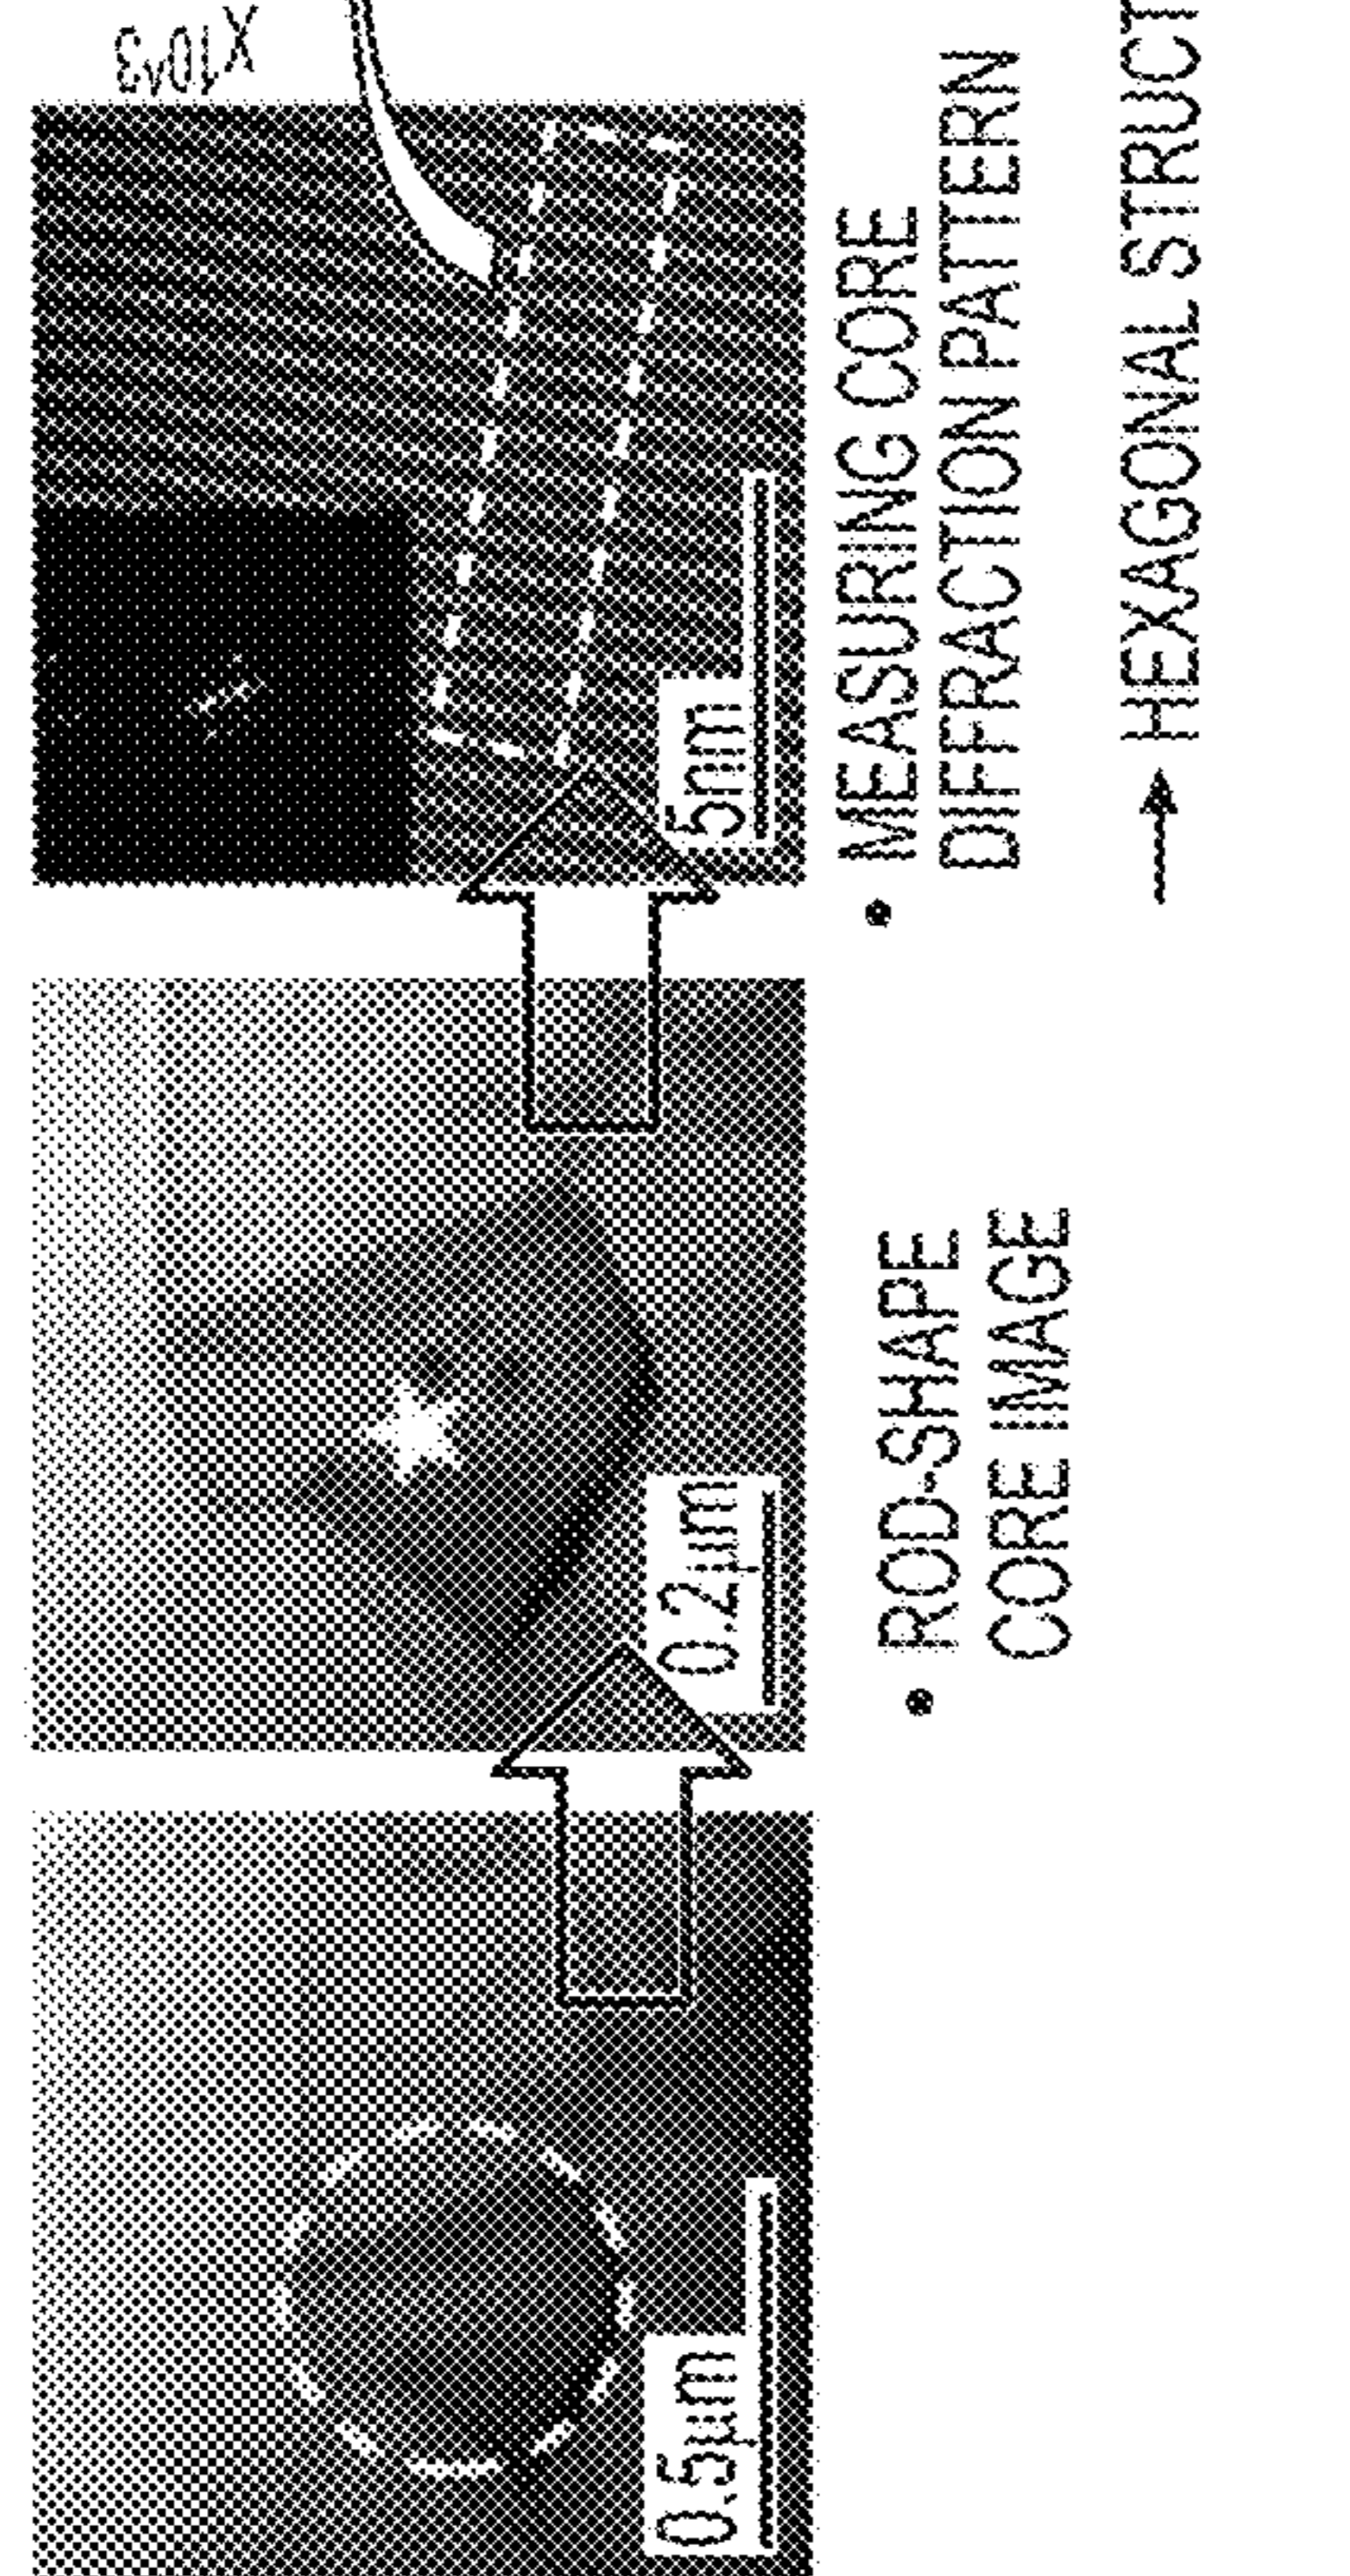 0.5μm
0.2μm
5nm
X10^3
• ROD-SHAPE
CORE IMAGE
• MEASURING CORE
DIFFRACTION PATTERN
→ HEXAGONAL STRUCT